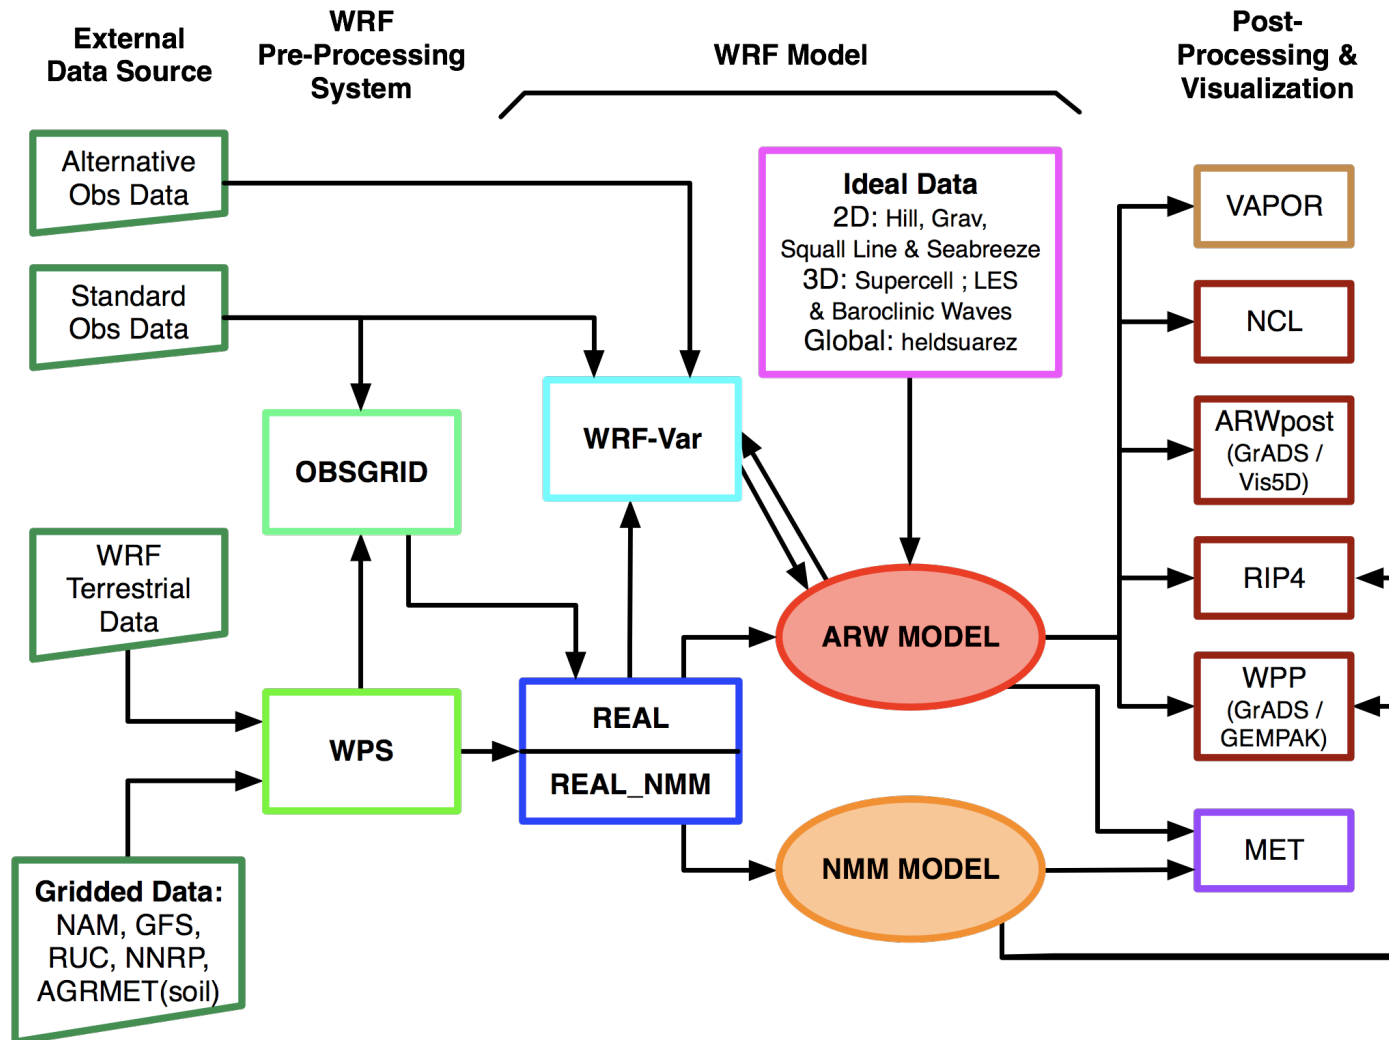 External
Data Source
WRF
Pre-Processing
System
WRF Model
Post-
Processing &
Visualization
Alternative
Obs Data
Standard
Obs Data
WRF
Terrestrial
Data
Gridded Data:
NAM, GFS,
RUC, NNRP,
AGRMET(soil)
OBSGRID
WPS
WRF-Var
REAL
REAL_NMM
Ideal Data
2D: Hill, Grav,
Squall Line & Seabreeze
3D: Supercell ; LES
& Baroclinic Waves
Global: heldsuarez
ARW MODEL
NMM MODEL
VAPOR
NCL
ARWpost
(GrADS /
Vis5D)
RIP4
WPP
(GrADS /
GEMPAK)
MET